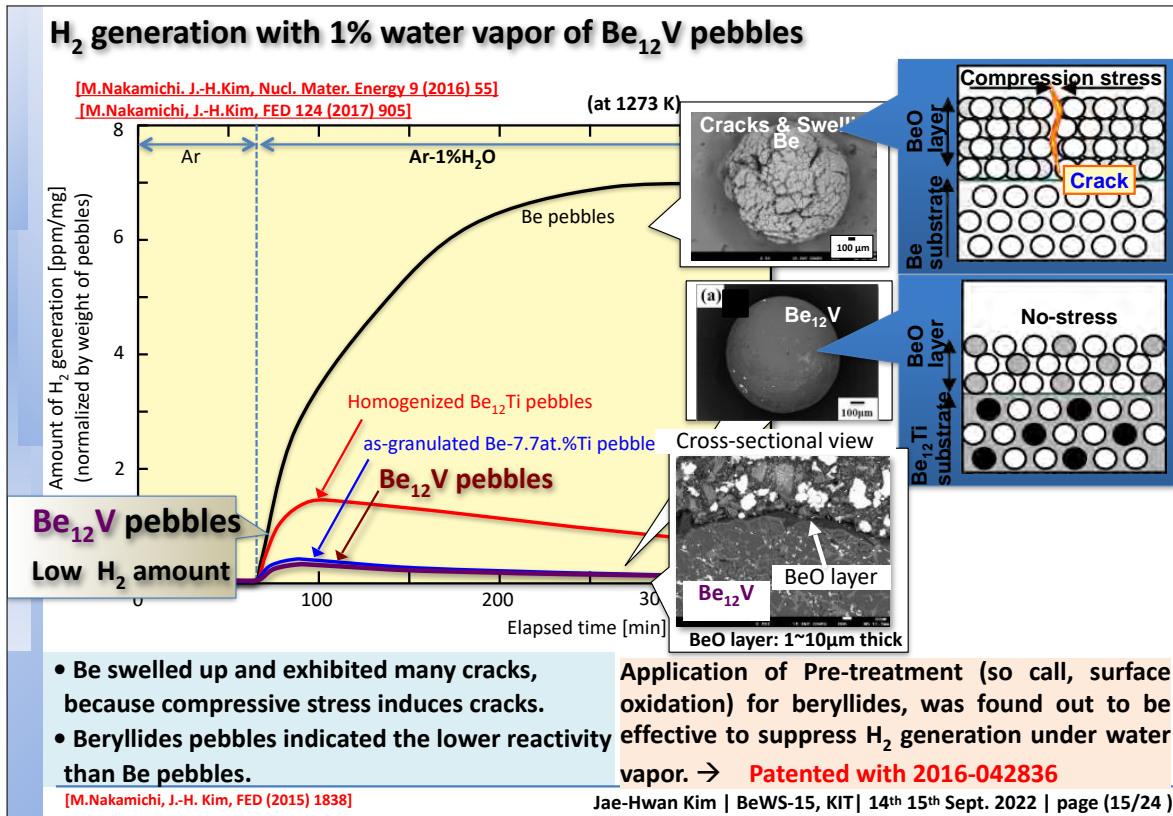 H₂ generation with 1% water vapor of Be₁₂V pebbles
[M.Nakamichi. J.-H.Kim, Nucl. Mater. Energy 9 (2016) 55]
[M.Nakamichi, J.-H.Kim, FED 124 (2017) 905]
(at 1273 K)
8
6
4
2
Amount of H₂ generation [ppm/mg]
(normalized by weight of pebbles)
Ar
Ar-1%H₂O
Be pebbles
Homogenized Be₁₂Ti pebbles
as-granulated Be-7.7at.%Ti pebble
Be₁₂V pebbles
Be₁₂V pebbles
Low H₂ amount
0
100
200
30
Elapsed time [min]
Cracks & Swelli
Be
100 µm
(a)
Be₁₂V
100µm
Cross-sectional view
BeO layer
Be₁₂V
BeO layer: 1~10µm thick
Compression stress
BeO
layer
Crack
Be
substrate
No-stress
BeO
layer
Be₁₂Ti
substrate
• Be swelled up and exhibited many cracks,
because compressive stress induces cracks.
• Beryllides pebbles indicated the lower reactivity
than Be pebbles.
Application of Pre-treatment (so call, surface
oxidation) for beryllides, was found out to be
effective to suppress H₂ generation under water
vapor. → Patented with 2016-042836
[M.Nakamichi, J.-H. Kim, FED (2015) 1838]
Jae-Hwan Kim | BeWS-15, KIT| 14th 15th Sept. 2022 | page (15/24 )